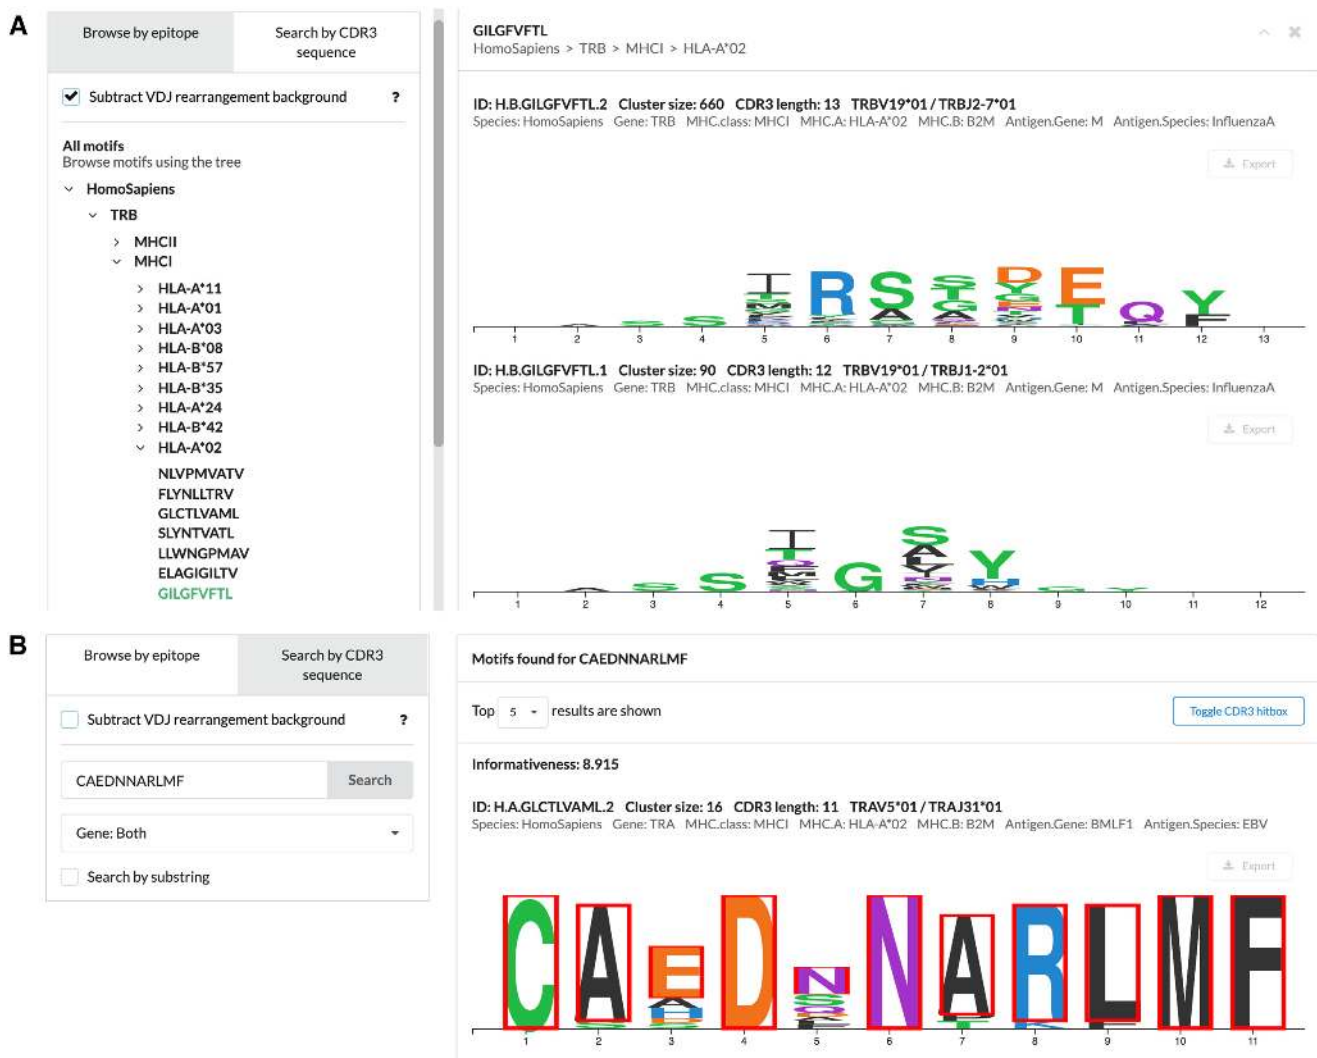 A
Browse by epitope
Search by CDR3
sequence
Subtract VDJ rearrangement background ?
All motifs
Browse motifs using the tree
HomoSapiens
TRB
MHCII
MHCI
HLA-A*11
HLA-A*01
HLA-A*03
HLA-B*08
HLA-B*57
HLA-B*35
HLA-A*24
HLA-B*42
HLA-A*02
NLVPMVATV
FLYNLLTRV
GLCTLVAML
SLYNTVATL
LLWNGPMAV
ELAGIGILTV
GILGFVFTL
GILGFVFTL
HomoSapiens > TRB > MHCI > HLA-A*02
ID: H.B.GILGFVFTL.2 Cluster size: 660 CDR3 length: 13 TRBV19*01 / TRBJ2-7*01
Species: HomoSapiens Gene: TRB MHC.class: MHCI MHC.A: HLA-A*02 MHC.B: B2M Antigen.Gene: M Antigen.Species: InfluenzaA
Export
1 2 3 4 5 6 7 8 9 10 11 12 13
ID: H.B.GILGFVFTL.1 Cluster size: 90 CDR3 length: 12 TRBV19*01 / TRBJ1-2*01
Species: HomoSapiens Gene: TRB MHC.class: MHCI MHC.A: HLA-A*02 MHC.B: B2M Antigen.Gene: M Antigen.Species: InfluenzaA
Export
1 2 3 4 5 6 7 8 9 10 11 12
B
Browse by epitope
Search by CDR3
sequence
Subtract VDJ rearrangement background ?
CAEDNNARLMF Search
Gene: Both
Search by substring
Motifs found for CAEDNNARLMF
Top 5 results are shown
Toggle CDR3 hitbox
Informativeness: 8.915
ID: H.A.GLCTLVAML.2 Cluster size: 16 CDR3 length: 11 TRAV5*01 / TRAJ31*01
Species: HomoSapiens Gene: TRA MHC.class: MHCI MHC.A: HLA-A*02 MHC.B: B2M Antigen.Gene: BMLF1 Antigen.Species: EBV
Export
C A E D N N A R L M F
1 2 3 4 5 6 7 8 9 10 11